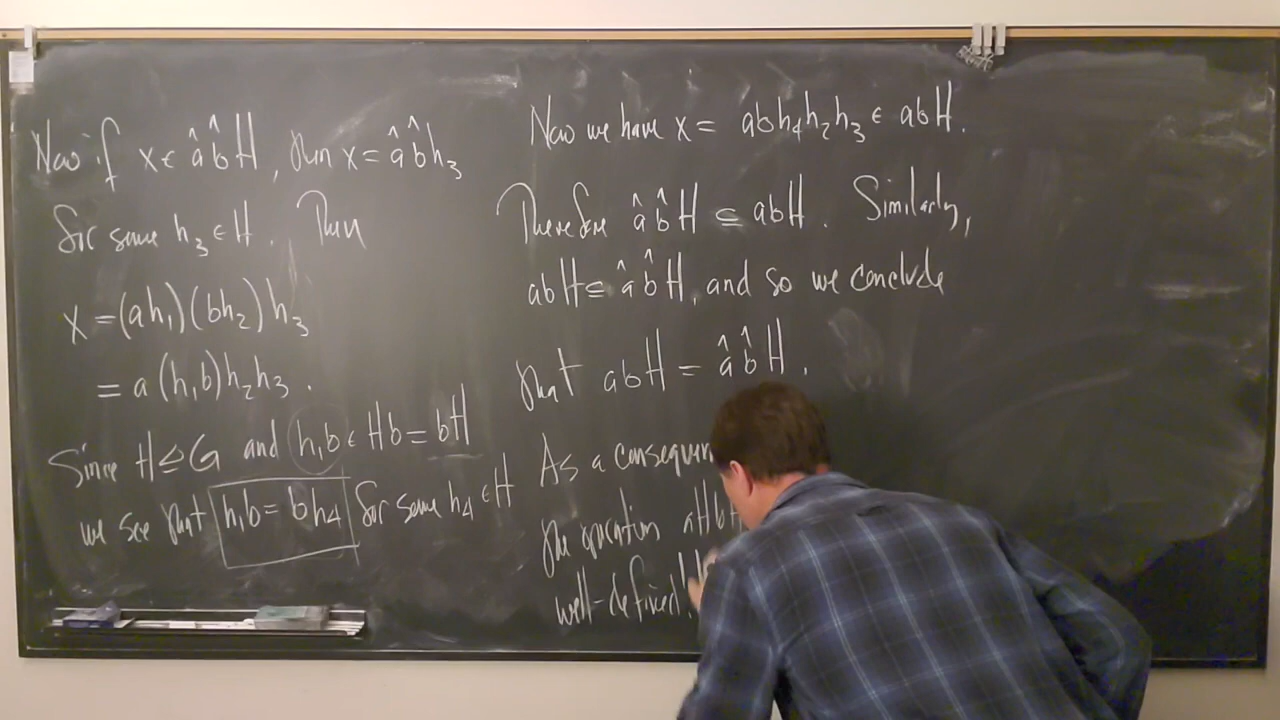 Now if x ∈ âb̂H, then x = âb̂h₃
for some h₃ ∈ H. Then
x = (ah₁)(bh₂)h₃
= a(h₁b)h₂h₃.
Since H ⊴ G and h₁b ∈ Hb = bH
we see that h₁b = bh₄ for some h₄ ∈ H
Now we have x = abh₄h₂h₃ ∈ abH.
Therefore âb̂H ⊆ abH. Similarly,
abH ⊆ âb̂H, and so we conclude
that abH = âb̂H.
As a consequen
the operation aHbH
well-defined!!